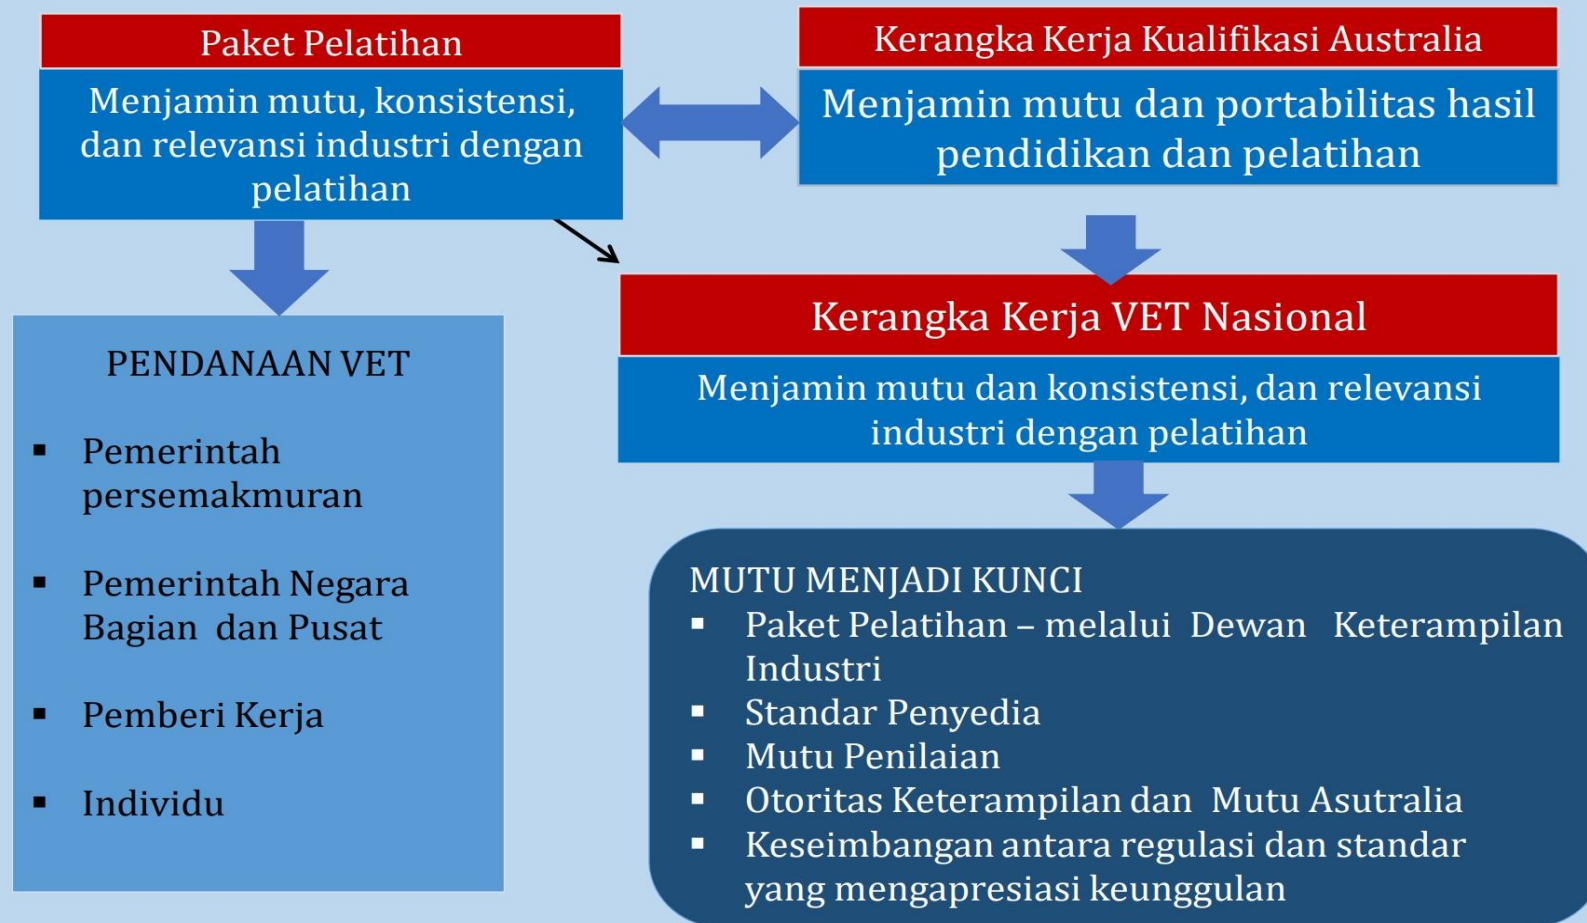 Paket Pelatihan
Menjamin mutu, konsistensi,
dan relevansi industri dengan
pelatihan
Kerangka Kerja Kualifikasi Australia
Menjamin mutu dan portabilitas hasil
pendidikan dan pelatihan
Kerangka Kerja VET Nasional
Menjamin mutu dan konsistensi, dan relevansi
industri dengan pelatihan
PENDANAAN VET
▪ Pemerintah
persemakmuran
▪ Pemerintah Negara
Bagian dan Pusat
▪ Pemberi Kerja
▪ Individu
MUTU MENJADI KUNCI
▪ Paket Pelatihan – melalui Dewan Keterampilan
Industri
▪ Standar Penyedia
▪ Mutu Penilaian
▪ Otoritas Keterampilan dan Mutu Asutralia
▪ Keseimbangan antara regulasi dan standar
yang mengapresiasi keunggulan